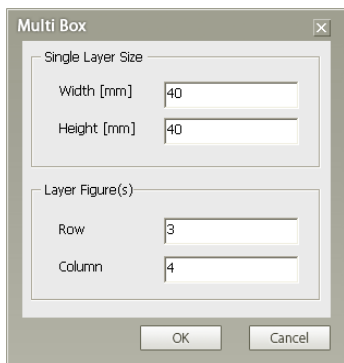 Multi Box
Single Layer Size
Width [mm] 40
Height [mm] 40
Layer Figure(s)
Row 3
Column 4
OK Cancel